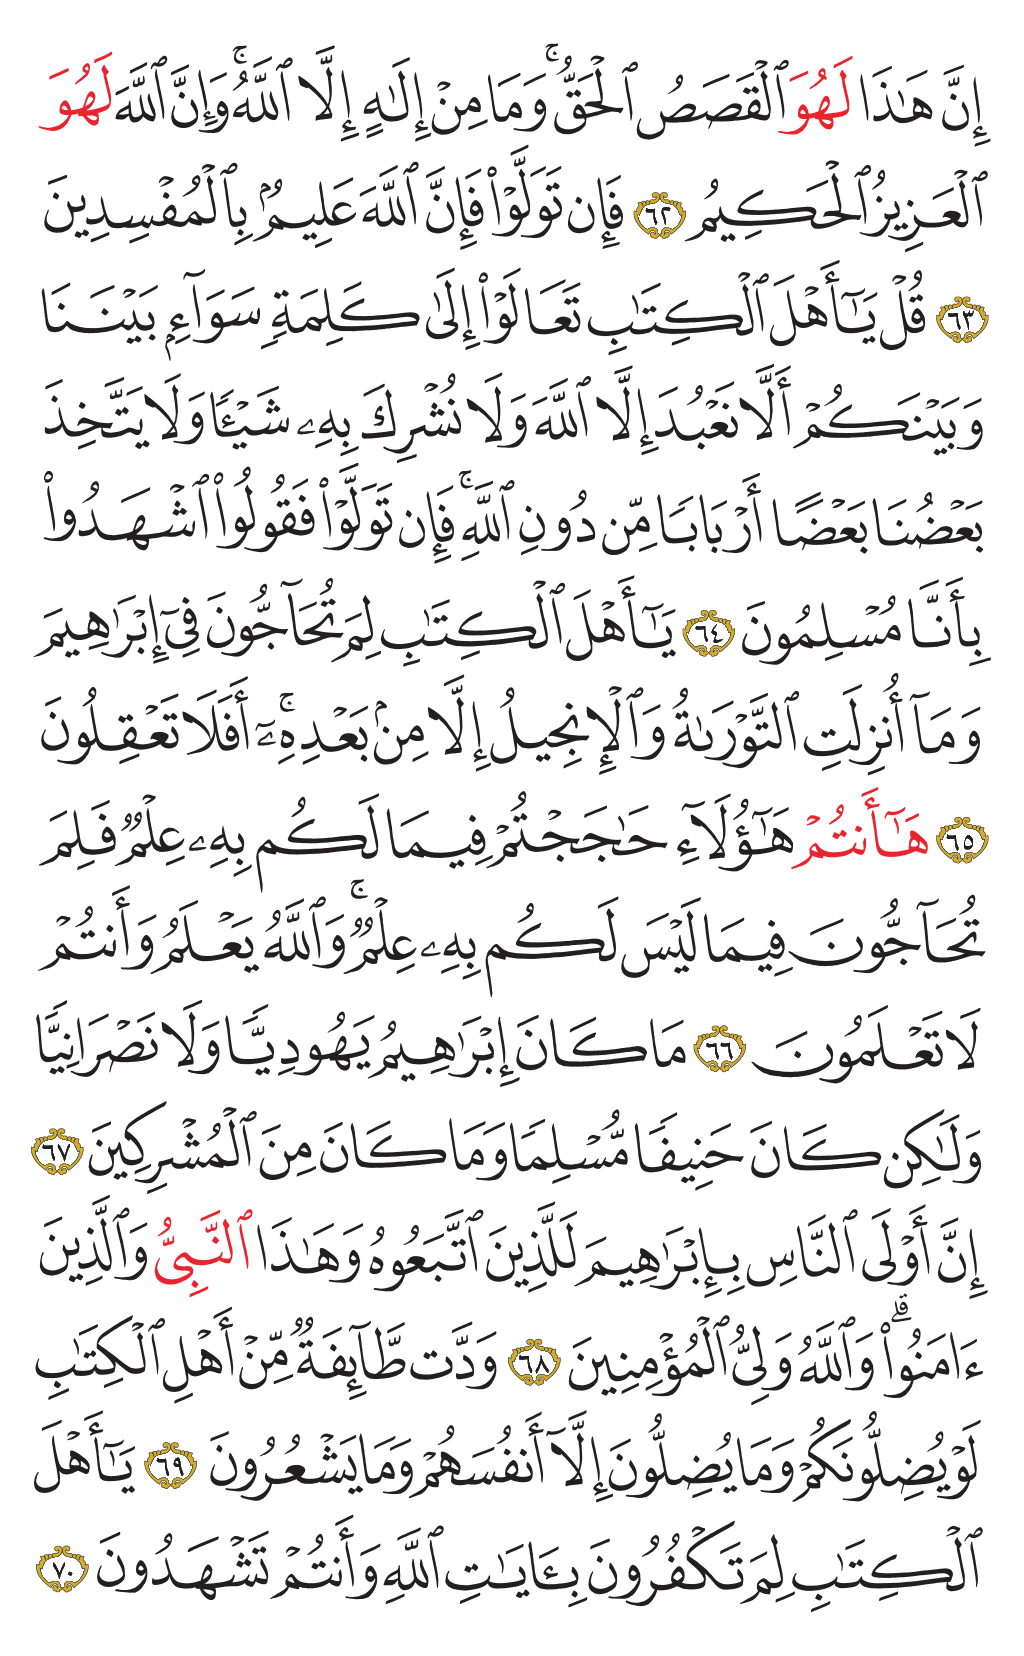 إِنَّ هَٰذَا لَهُوَ ٱلْقَصَصُ ٱلْحَقُّ ۚ وَمَا مِنْ إِلَٰهٍ إِلَّا ٱللَّهُ ۚ وَإِنَّ ٱللَّهَ لَهُوَ
ٱلْعَزِيزُ ٱلْحَكِيمُ ٦٢ فَإِن تَوَلَّوْا۟ فَإِنَّ ٱللَّهَ عَلِيمٌۢ بِٱلْمُفْسِدِينَ
٦٣ قُلْ يَـٰٓأَهْلَ ٱلْكِتَٰبِ تَعَالَوْا۟ إِلَىٰ كَلِمَةٍۢ سَوَآءٍۭ بَيْنَنَا
وَبَيْنَكُمْ أَلَّا نَعْبُدَ إِلَّا ٱللَّهَ وَلَا نُشْرِكَ بِهِۦ شَيْـًٔا وَلَا يَتَّخِذَ
بَعْضُنَا بَعْضًا أَرْبَابًا مِّن دُونِ ٱللَّهِ ۚ فَإِن تَوَلَّوْا۟ فَقُولُوا۟ ٱشْهَدُوا۟
بِأَنَّا مُسْلِمُونَ ٦٤ يَـٰٓأَهْلَ ٱلْكِتَٰبِ لِمَ تُحَآجُّونَ فِىٓ إِبْرَٰهِيمَ
وَمَآ أُنزِلَتِ ٱلتَّوْرَىٰةُ وَٱلْإِنجِيلُ إِلَّا مِنۢ بَعْدِهِۦٓ ۚ أَفَلَا تَعْقِلُونَ
٦٥ هَـٰٓأَنتُمْ هَـٰٓؤُلَآءِ حَٰجَجْتُمْ فِيمَا لَكُم بِهِۦ عِلْمٌ فَلِمَ
تُحَآجُّونَ فِيمَا لَيْسَ لَكُم بِهِۦ عِلْمٌ ۚ وَٱللَّهُ يَعْلَمُ وَأَنتُمْ
لَا تَعْلَمُونَ ٦٦ مَا كَانَ إِبْرَٰهِيمُ يَهُودِيًّا وَلَا نَصْرَانِيًّا
وَلَٰكِن كَانَ حَنِيفًا مُّسْلِمًا وَمَا كَانَ مِنَ ٱلْمُشْرِكِينَ ٦٧
إِنَّ أَوْلَى ٱلنَّاسِ بِإِبْرَٰهِيمَ لَلَّذِينَ ٱتَّبَعُوهُ وَهَٰذَا ٱلنَّبِىُّ وَٱلَّذِينَ
ءَامَنُوا۟ ۗ وَٱللَّهُ وَلِىُّ ٱلْمُؤْمِنِينَ ٦٨ وَدَّت طَّآئِفَةٌ مِّنْ أَهْلِ ٱلْكِتَٰبِ
لَوْ يُضِلُّونَكُمْ وَمَا يُضِلُّونَ إِلَّآ أَنفُسَهُمْ وَمَا يَشْعُرُونَ ٦٩ يَـٰٓأَهْلَ
ٱلْكِتَٰبِ لِمَ تَكْفُرُونَ بِـَٔايَٰتِ ٱللَّهِ وَأَنتُمْ تَشْهَدُونَ ٧٠